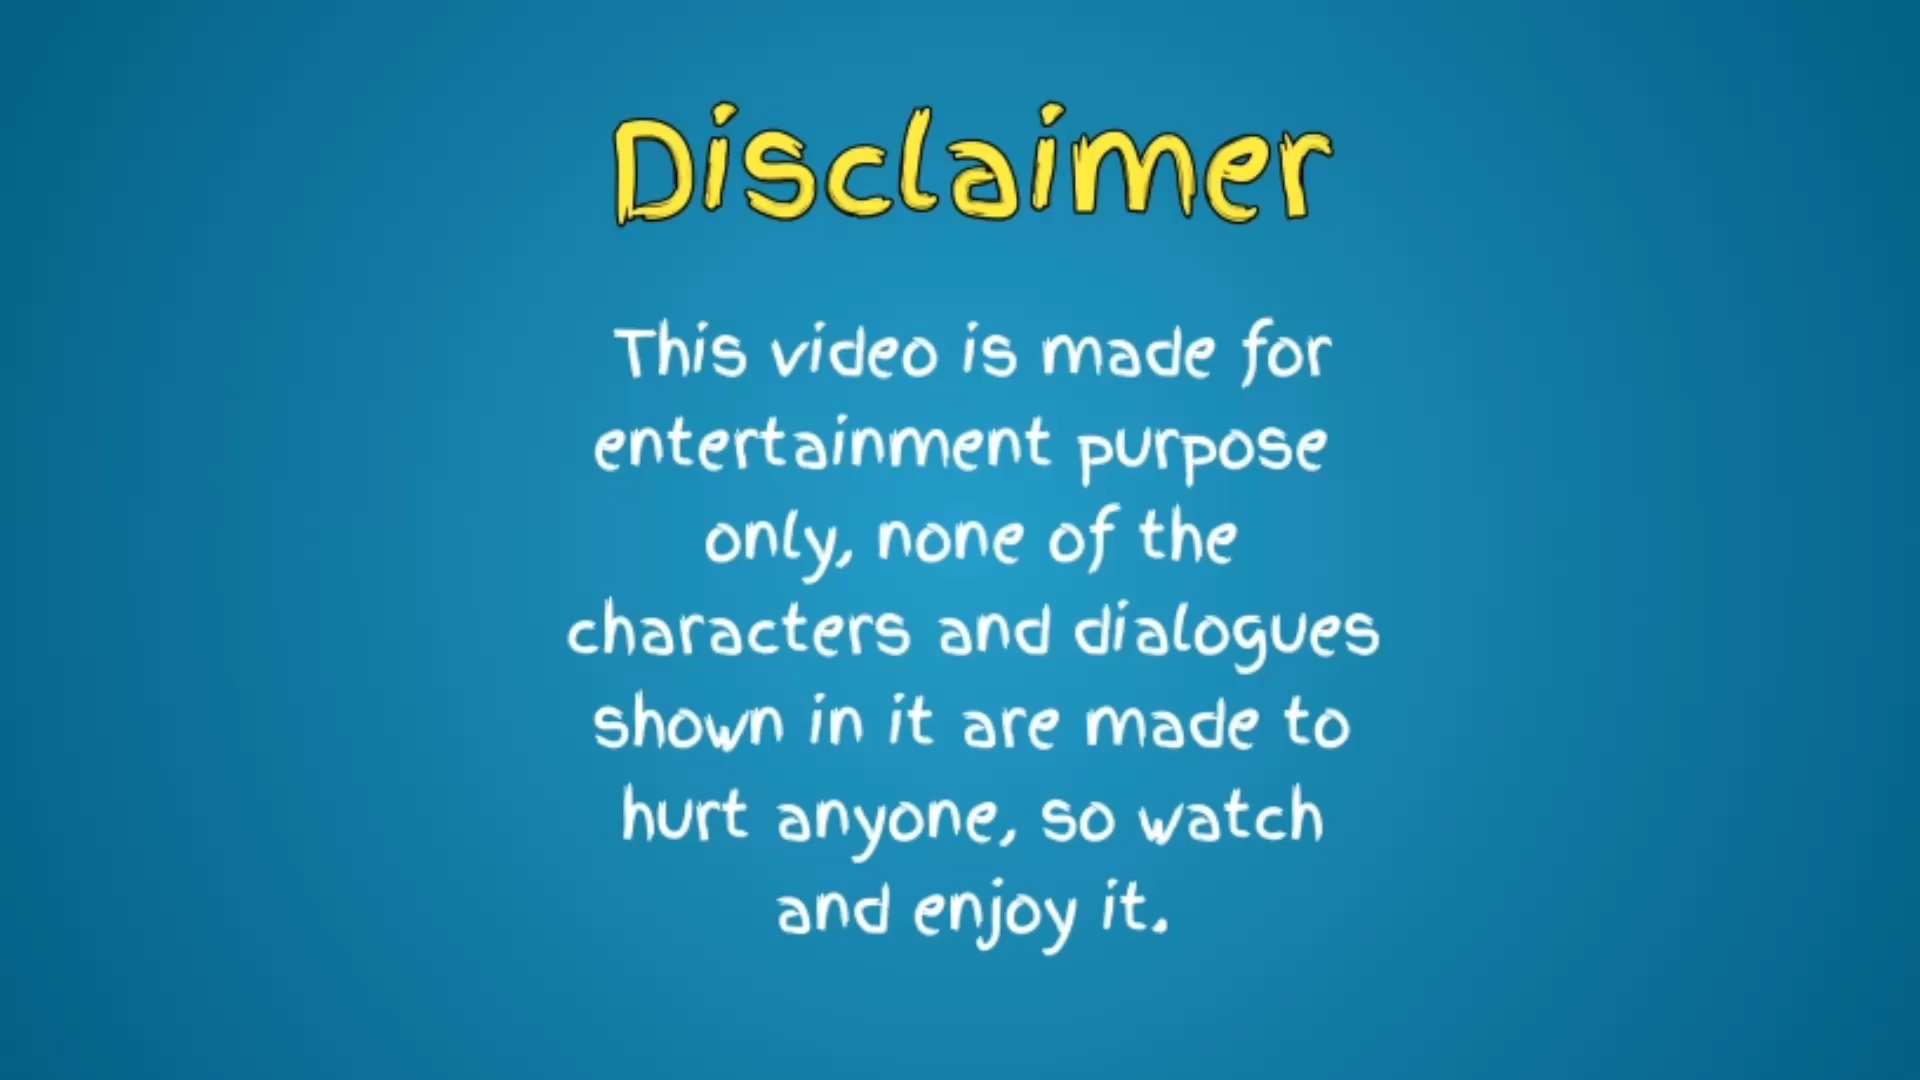 Disclaimer
This video is made for
entertainment purpose
only, none of the
characters and dialogues
shown in it are made to
hurt anyone, so watch
and enjoy it.